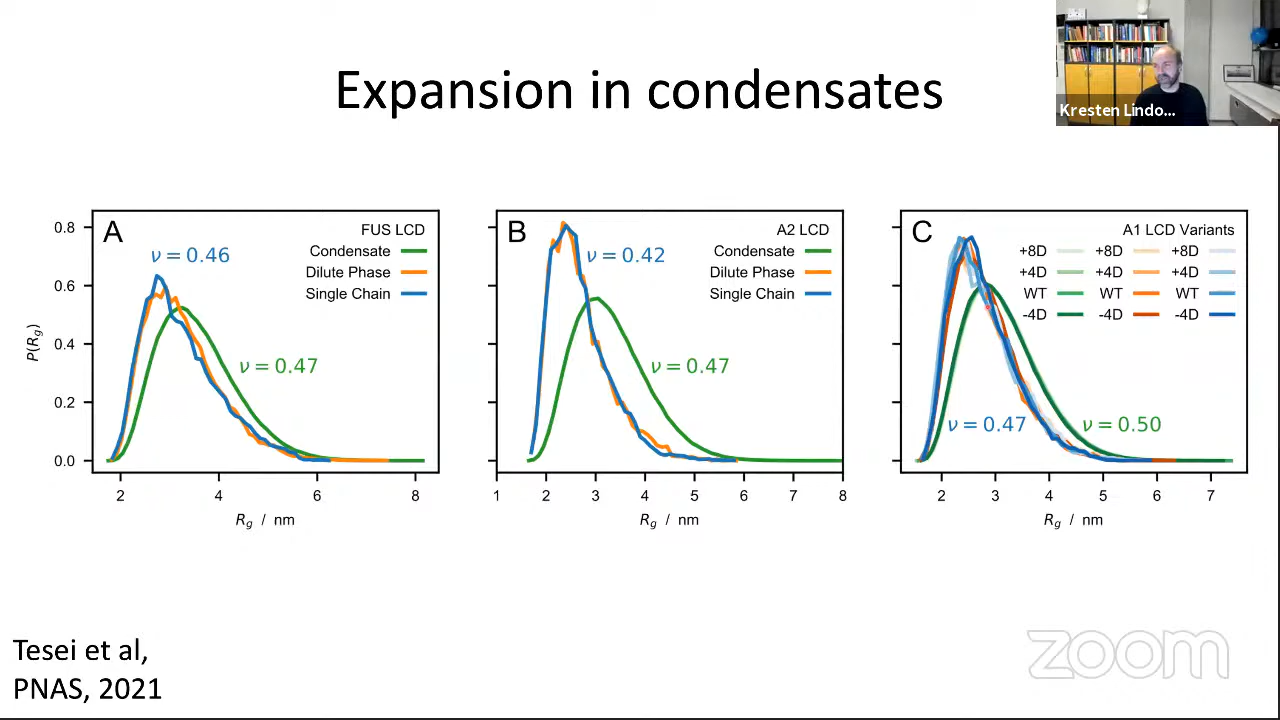 Expansion in condensates
Kresten Lindo...
A
FUS LCD
Condensate
Dilute Phase
Single Chain
ν = 0.46
ν = 0.47
0.8
0.6
0.4
0.2
0.0
P(Rg)
2 4 6 8
Rg / nm
B
A2 LCD
Condensate
Dilute Phase
Single Chain
ν = 0.42
ν = 0.47
1 2 3 4 5 6 7 8
Rg / nm
C
A1 LCD Variants
+8D +8D +8D
+4D +4D +4D
WT WT WT
-4D -4D -4D
ν = 0.47
ν = 0.50
2 3 4 5 6 7
Rg / nm
Tesei et al,
PNAS, 2021
zoom